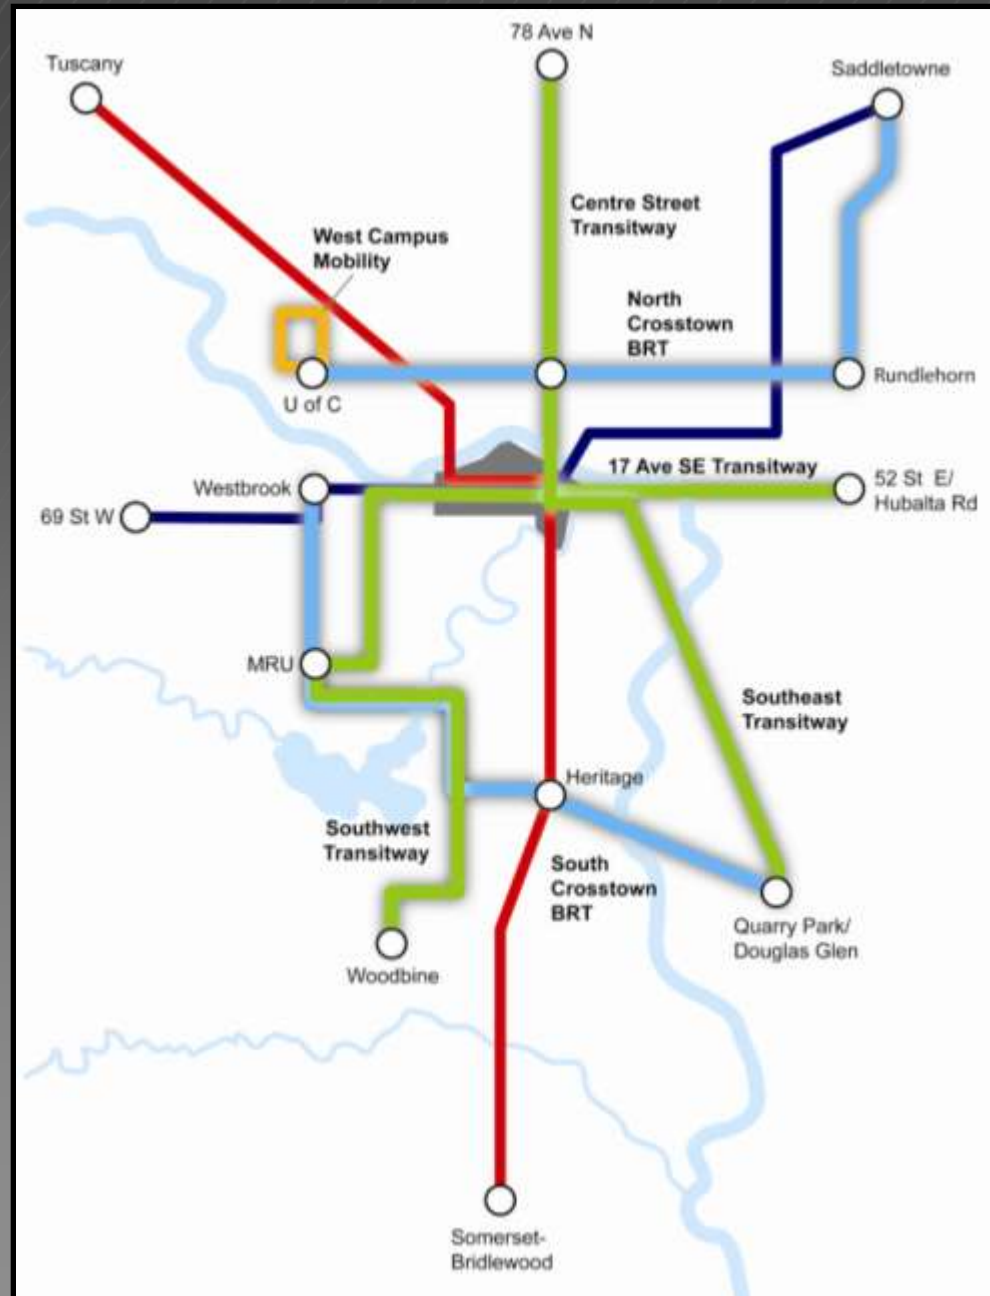 78 Ave N
Tuscany
Saddletowne
Centre Street
Transitway
West Campus
Mobility
North
Crosstown
BRT
Rundlehorn
U of C
17 Ave SE Transitway
52 St E/
Hubalta Rd
Westbrook
69 St W
MRU
Southeast
Transitway
Heritage
Southwest
Transitway
South
Crosstown
BRT
Quarry Park/
Douglas Glen
Woodbine
Somerset-
Bridlewood